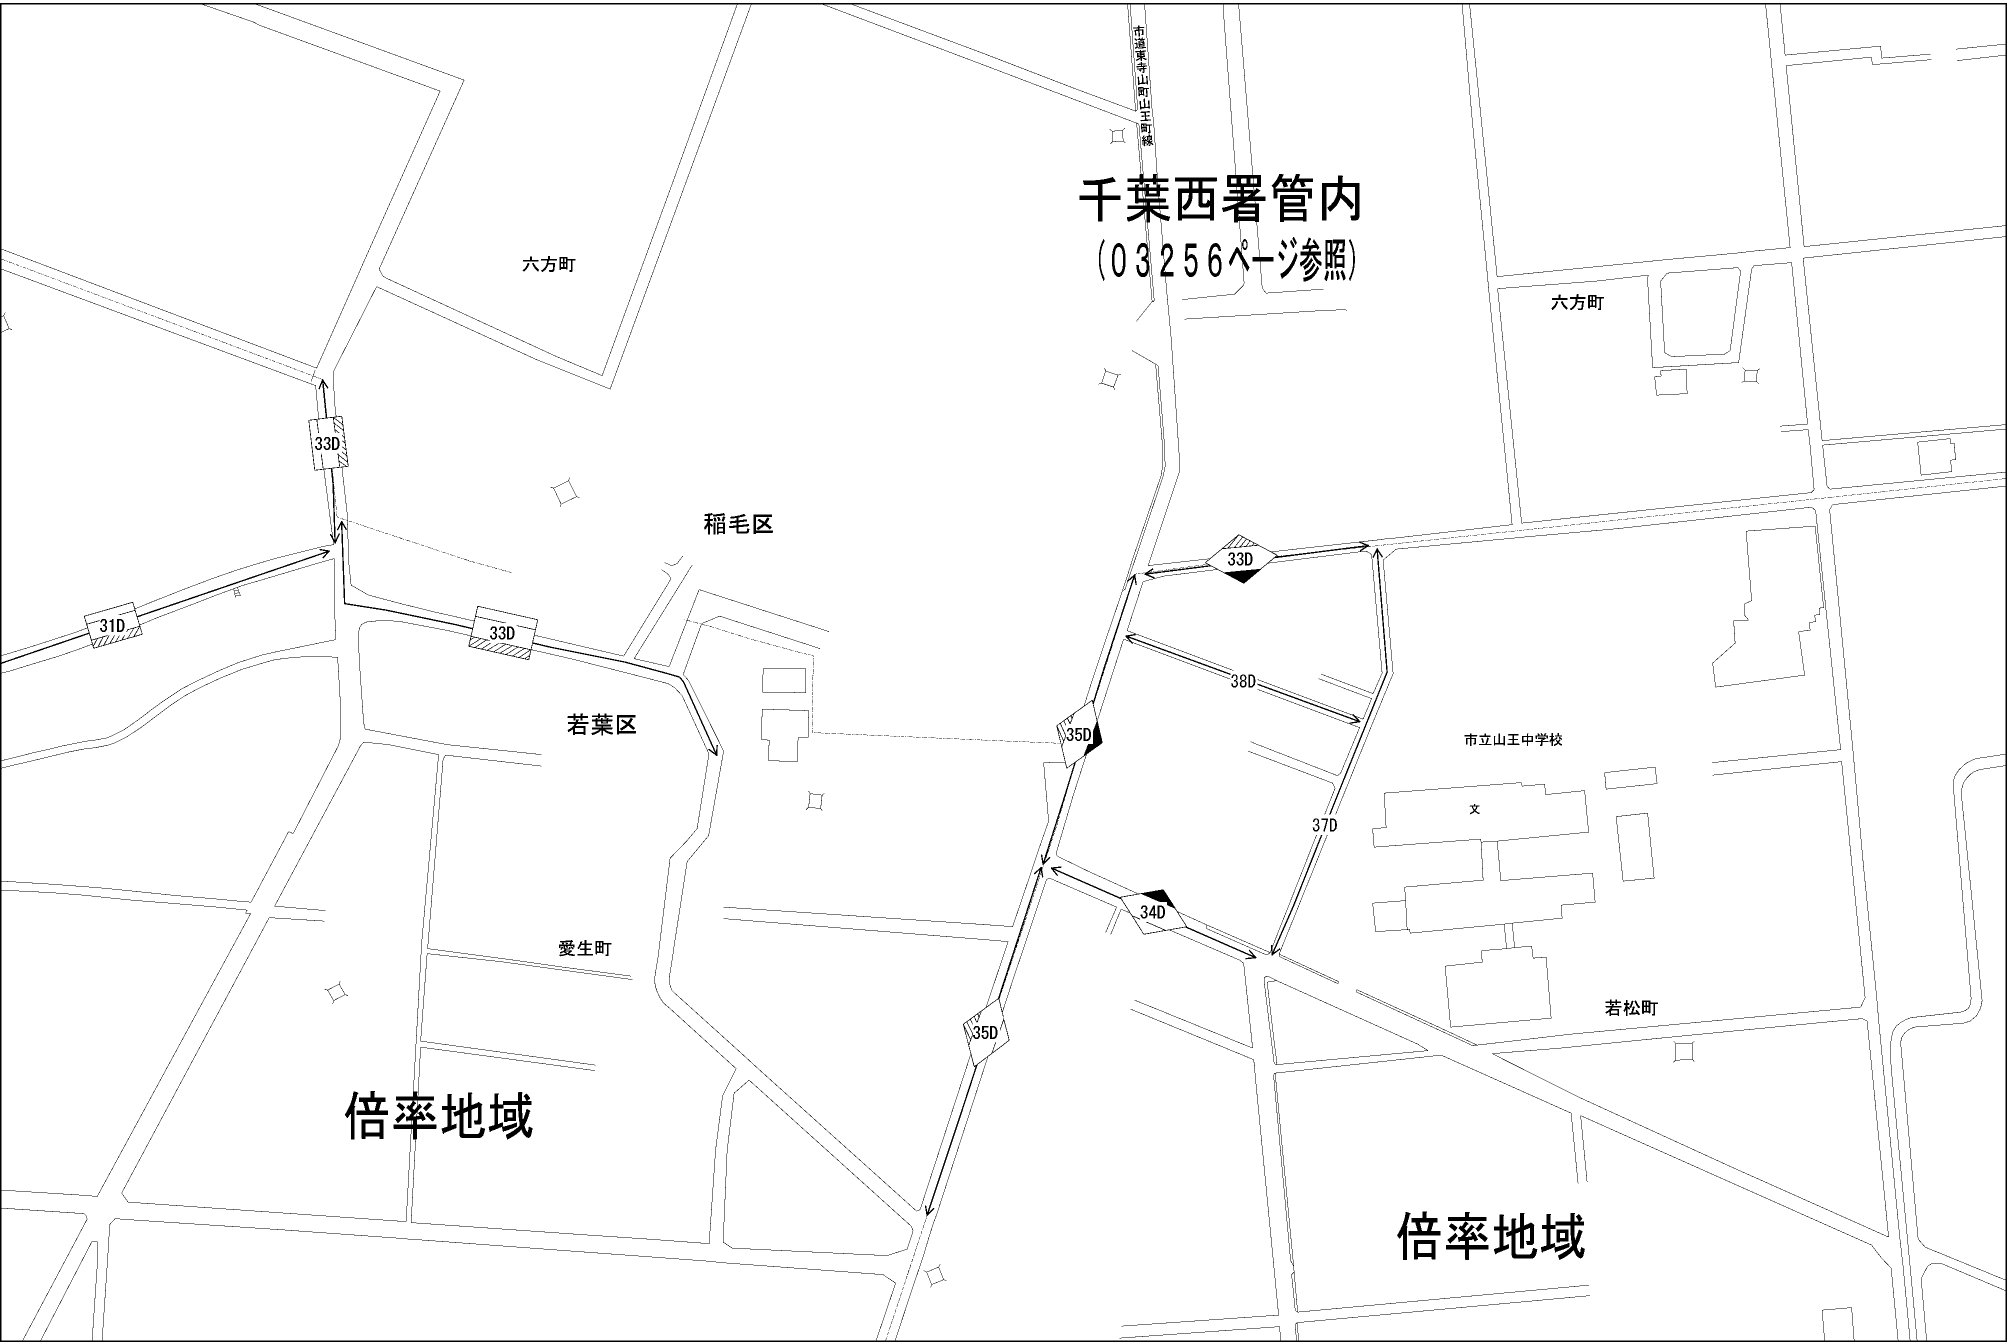 市道東寺山町山王町線
千葉西署管内
(03256ページ参照)
六方町
六方町
33D
稲毛区
33D
31D
33D
38D
若葉区
35D
市立山王中学校
文
37D
34D
愛生町
若松町
35D
倍率地域
倍率地域